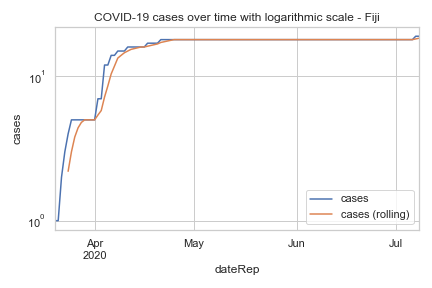 COVID-19 cases over time with logarithmic scale - Fiji
10¹
10⁰
cases
cases
cases (rolling)
Apr
2020
May
Jun
Jul
dateRep